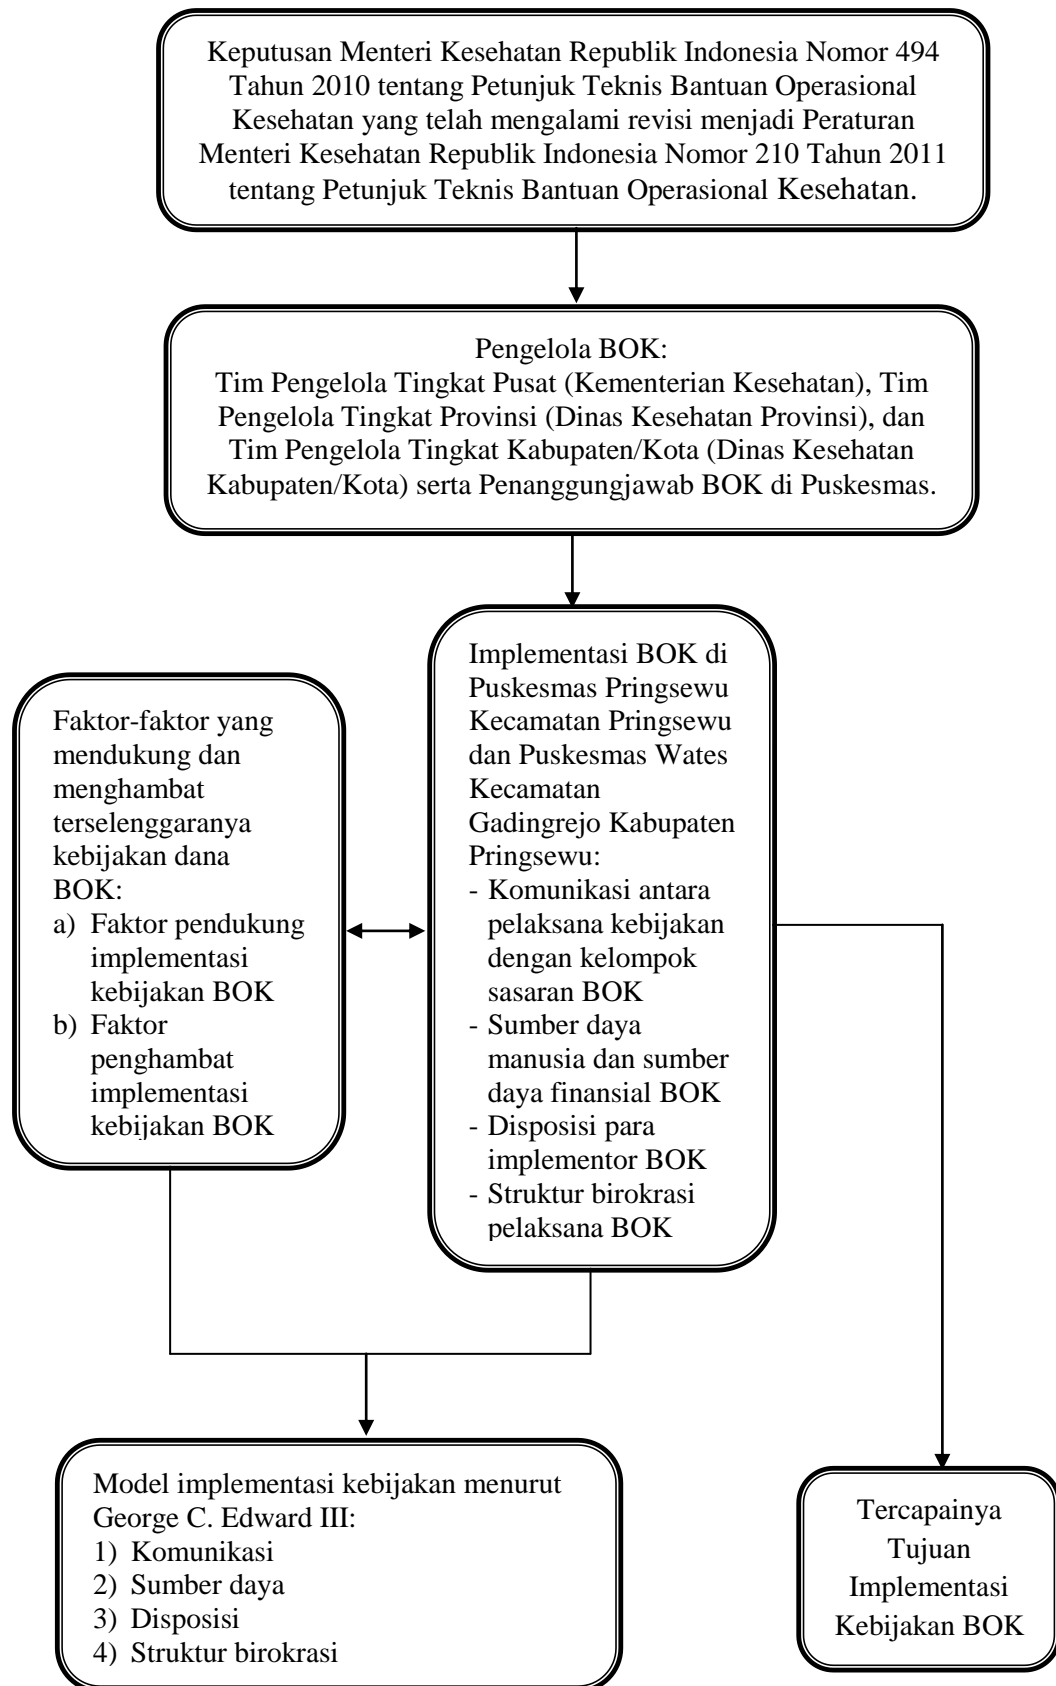 Keputusan Menteri Kesehatan Republik Indonesia Nomor 494
Tahun 2010 tentang Petunjuk Teknis Bantuan Operasional
Kesehatan yang telah mengalami revisi menjadi Peraturan
Menteri Kesehatan Republik Indonesia Nomor 210 Tahun 2011
tentang Petunjuk Teknis Bantuan Operasional Kesehatan.
Pengelola BOK:
Tim Pengelola Tingkat Pusat (Kementerian Kesehatan), Tim
Pengelola Tingkat Provinsi (Dinas Kesehatan Provinsi), dan
Tim Pengelola Tingkat Kabupaten/Kota (Dinas Kesehatan
Kabupaten/Kota) serta Penanggungjawab BOK di Puskesmas.
Faktor-faktor yang
mendukung dan
menghambat
terselenggaranya
kebijakan dana
BOK:
a) Faktor pendukung
implementasi
kebijakan BOK
b) Faktor
penghambat
implementasi
kebijakan BOK
Implementasi BOK di
Puskesmas Pringsewu
Kecamatan Pringsewu
dan Puskesmas Wates
Kecamatan
Gadingrejo Kabupaten
Pringsewu:
- Komunikasi antara
pelaksana kebijakan
dengan kelompok
sasaran BOK
- Sumber daya
manusia dan sumber
daya finansial BOK
- Disposisi para
implementor BOK
- Struktur birokrasi
pelaksana BOK
Model implementasi kebijakan menurut
George C. Edward III:
1) Komunikasi
2) Sumber daya
3) Disposisi
4) Struktur birokrasi
Tercapainya
Tujuan
Implementasi
Kebijakan BOK